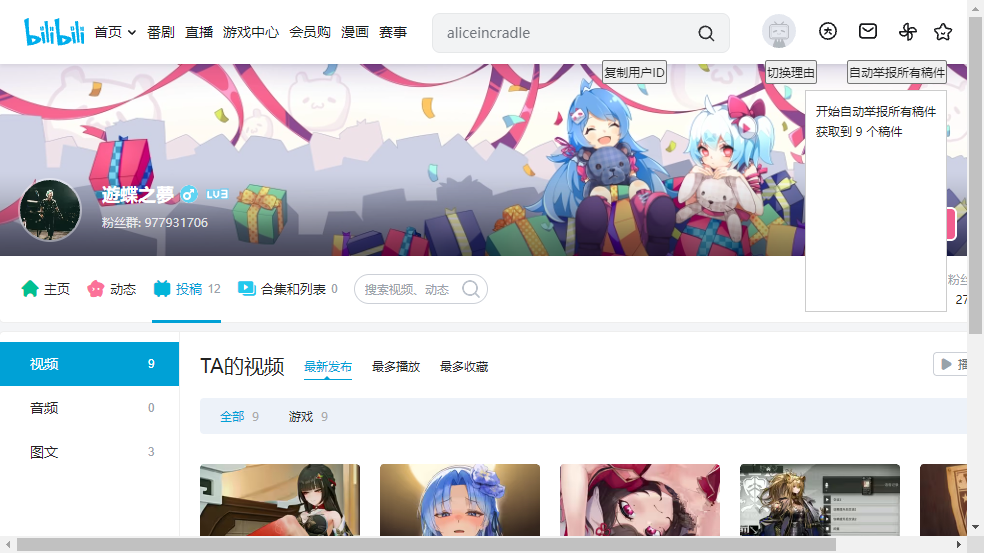 bilibili 首页 番剧 直播 游戏中心 会员购 漫画 赛事 aliceincradle
复制用户ID 切换理由 自动举报所有稿件
开始自动举报所有稿件
获取到 9 个稿件
遊蝶之夢 LV3
粉丝群: 977931706
主页 动态 投稿 12 合集和列表 0 搜索视频、动态 粉丝
27
视频 9
音频 0
图文 3
TA的视频 最新发布 最多播放 最多收藏 播
全部 9 游戏 9